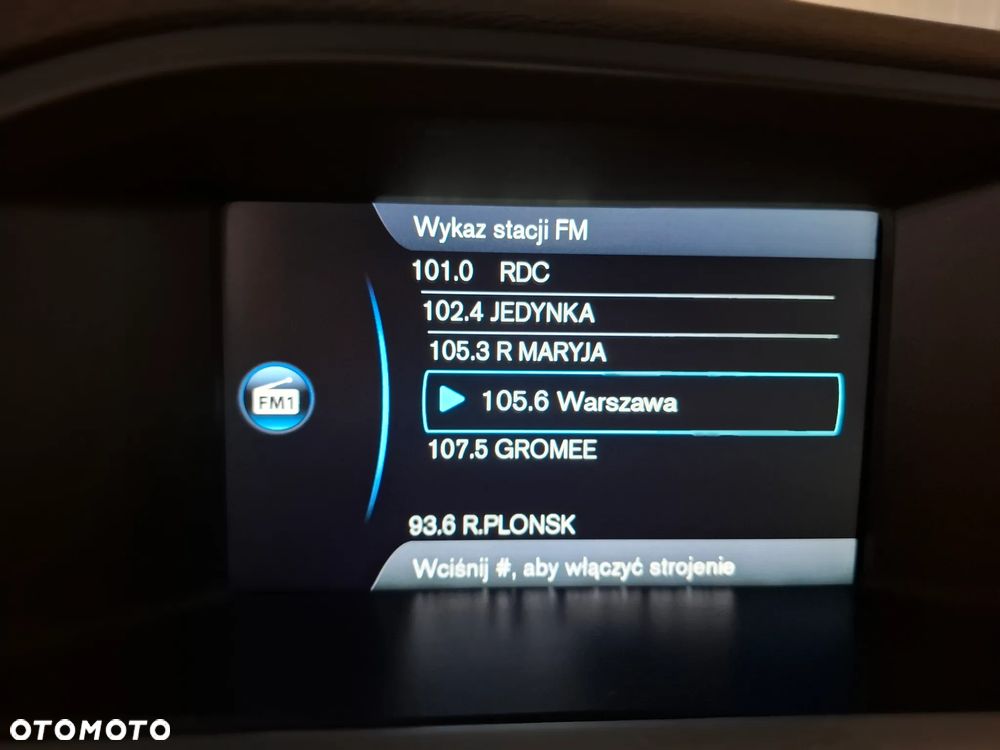 Wykaz stacji FM
101.0 RDC
102.4 JEDYNKA
105.3 R MARYJA
FM1
105.6 Warszawa
107.5 GROMEE
93.6 R.PLONSK
Wciśnij #, aby włączyć strojenie
OTOMOTO